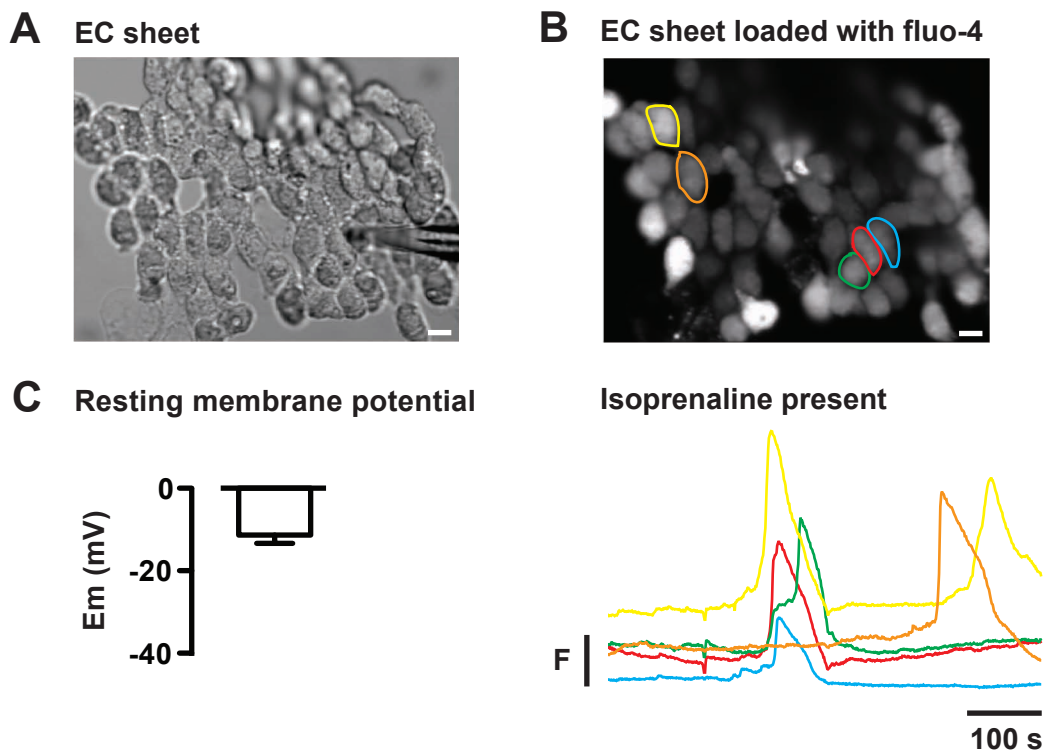 A EC sheet
B EC sheet loaded with fluo-4
C Resting membrane potential
Em (mV)
0
-20
-40
Isoprenaline present
F
100 s